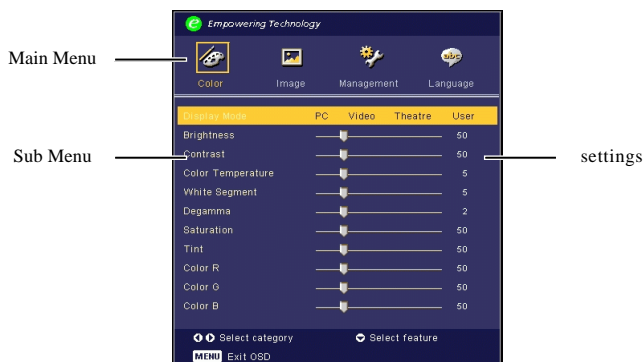 Empowering Technology
Main Menu
Color Image Management Language
abc
Display Mode PC Video Theatre User
Brightness 50
Sub Menu Contrast 50 settings
Color Temperature 5
White Segment 5
Degamma 2
Saturation 50
Tint 50
Color R 50
Color G 50
Color B 50
Select category Select feature
MENU Exit OSD